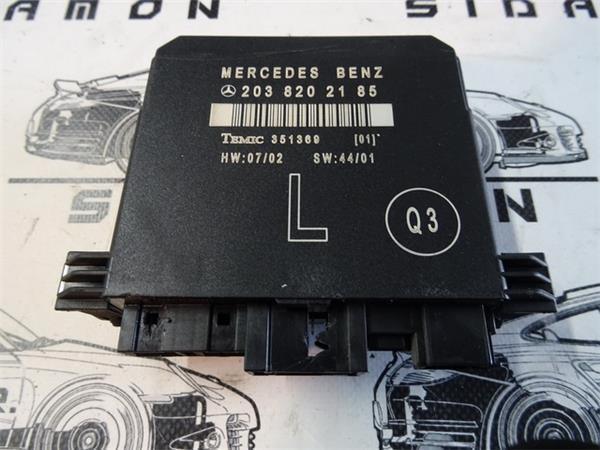 AMON SIDA
MERCEDES BENZ
203 820 21 85
TEMIC 351369 [01]
HW:07/02 SW:44/01
L
Q3